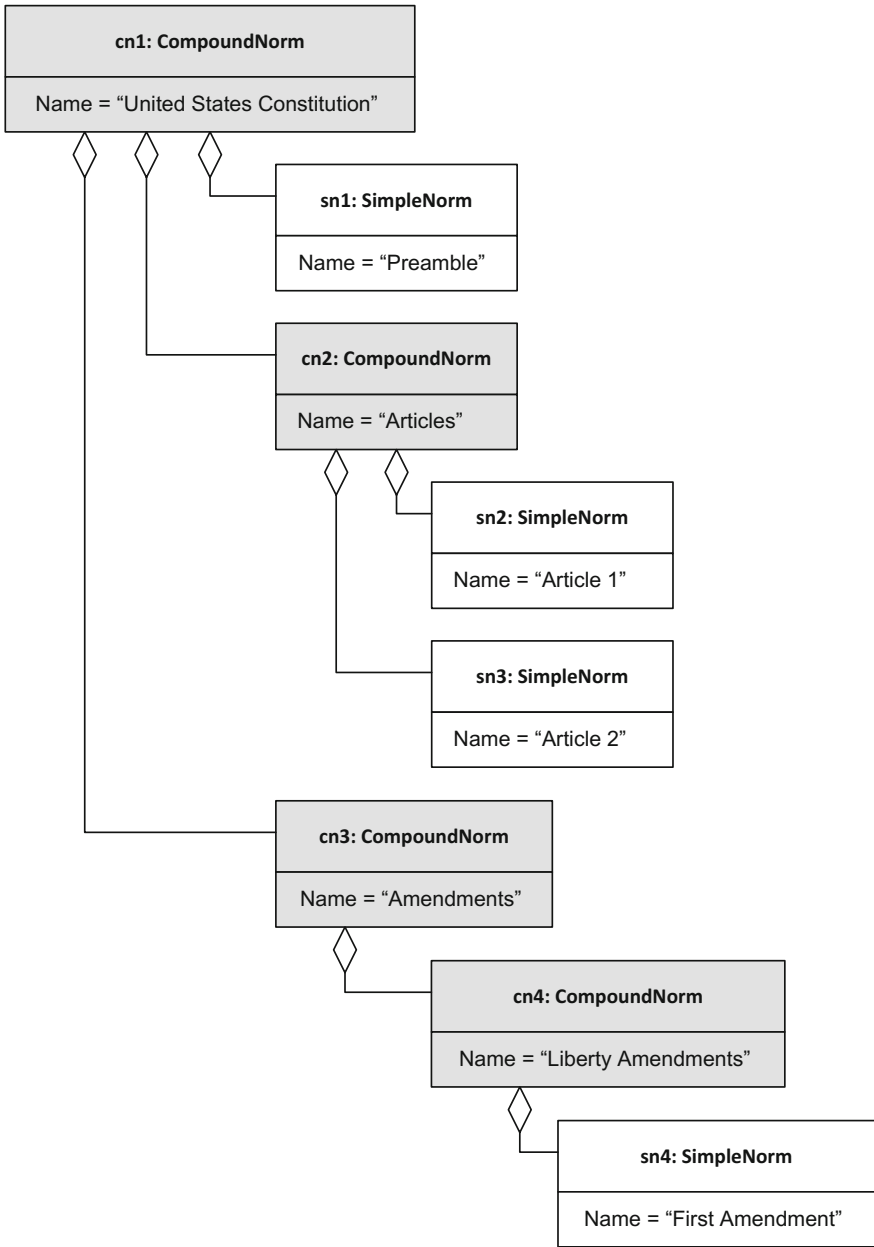 cn1: CompoundNorm
Name = “United States Constitution”
sn1: SimpleNorm
Name = “Preamble”
cn2: CompoundNorm
Name = “Articles”
sn2: SimpleNorm
Name = “Article 1”
sn3: SimpleNorm
Name = “Article 2”
cn3: CompoundNorm
Name = “Amendments”
cn4: CompoundNorm
Name = “Liberty Amendments”
sn4: SimpleNorm
Name = “First Amendment”